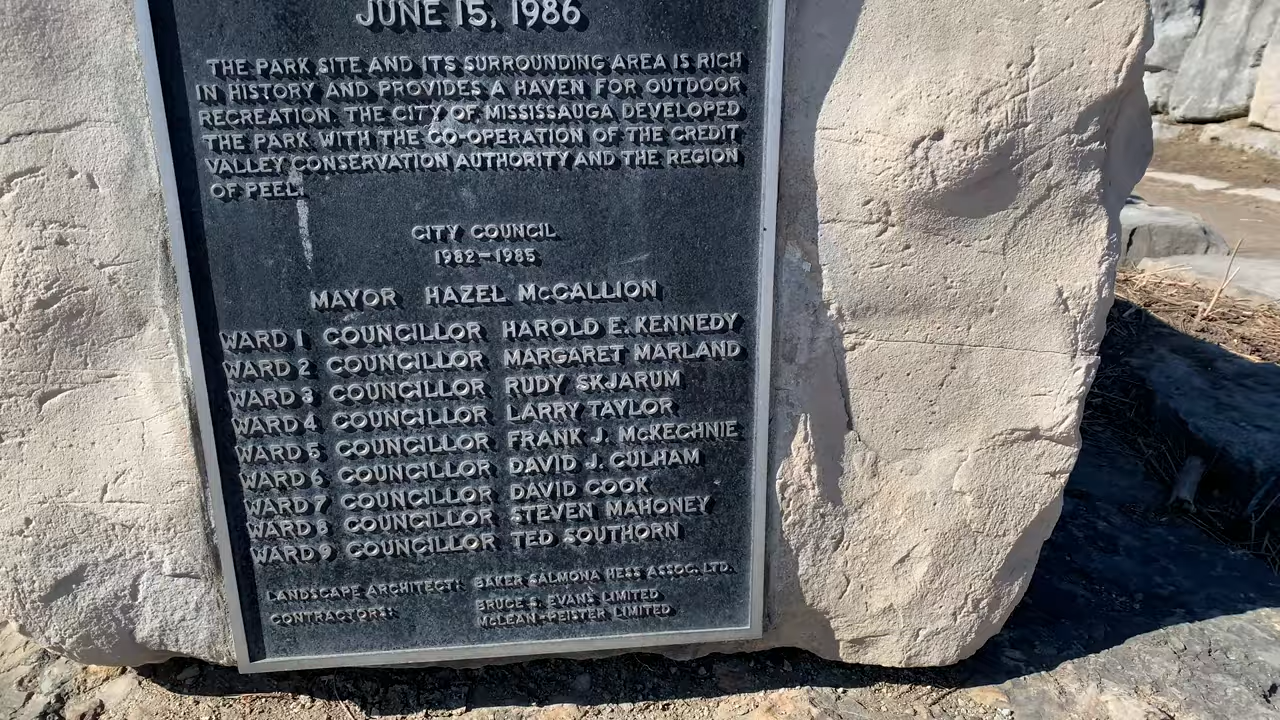 JUNE 15, 1986
THE PARK SITE AND ITS SURROUNDING AREA IS RICH
IN HISTORY AND PROVIDES A HAVEN FOR OUTDOOR
RECREATION. THE CITY OF MISSISSAUGA DEVELOPED
THE PARK WITH THE CO-OPERATION OF THE CREDIT
VALLEY CONSERVATION AUTHORITY AND THE REGION
OF PEEL.
CITY COUNCIL
1982-1985
MAYOR HAZEL McCALLION
WARD 1 COUNCILLOR HAROLD E. KENNEDY
WARD 2 COUNCILLOR MARGARET MARLAND
WARD 3 COUNCILLOR RUDY SKJARUM
WARD 4 COUNCILLOR LARRY TAYLOR
WARD 5 COUNCILLOR FRANK J. McKECHNIE
WARD 6 COUNCILLOR DAVID J. CULHAM
WARD 7 COUNCILLOR DAVID COOK
WARD 8 COUNCILLOR STEVEN MAHONEY
WARD 9 COUNCILLOR TED SOUTHORN
LANDSCAPE ARCHITECT: BAKER SALMONA HESS ASSOC. LTD.
CONTRACTORS: BRUCE S. EVANS LIMITED
McLEAN-PEISTER LIMITED